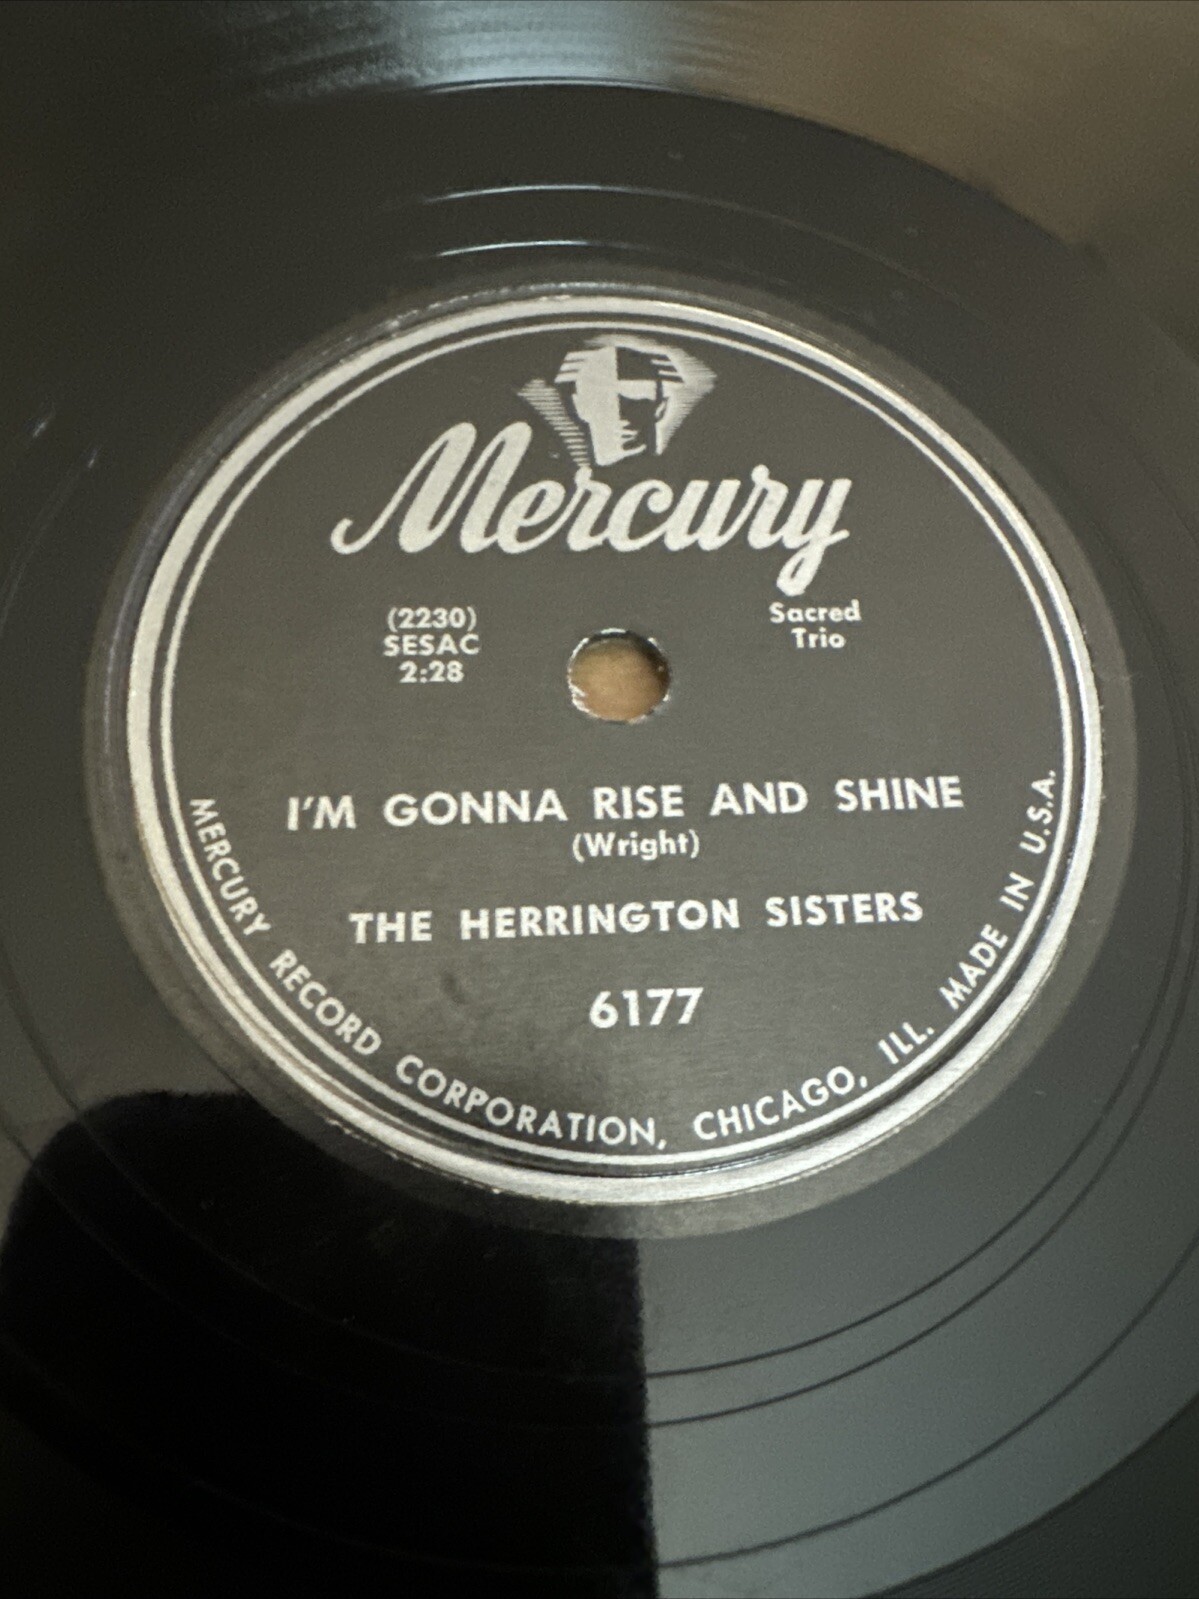 Mercury
(2230)
SESAC
2:28
Sacred
Trio
I'M GONNA RISE AND SHINE
(Wright)
THE HERRINGTON SISTERS
6177
MERCURY RECORD CORPORATION, CHICAGO, ILL. MADE IN U.S.A.